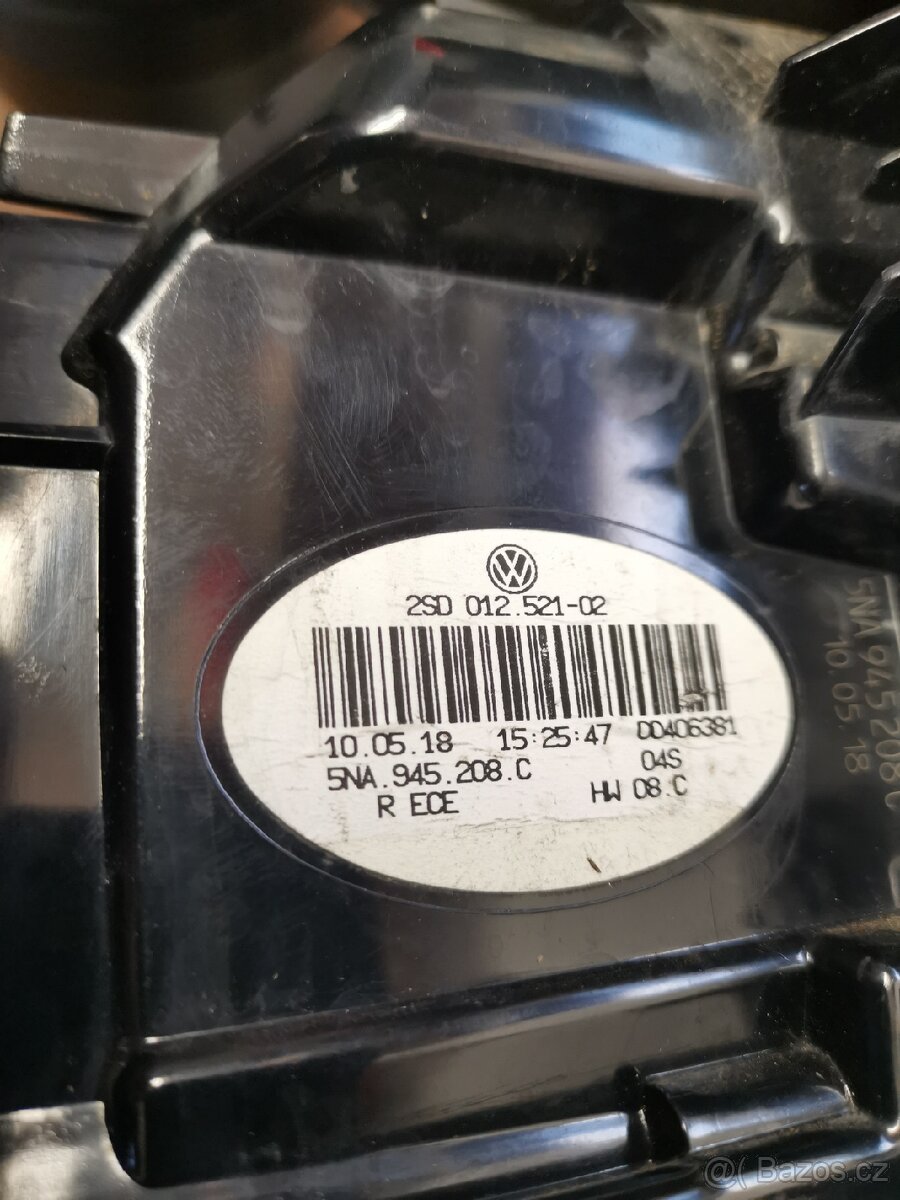 2SD 012.521-02
10.05.18 15:25:47 DD406381
5NA.945.208.C 04S
R ECE HW 08.C
5NA 945 208 C
10.05.18
@( Bazos.cz